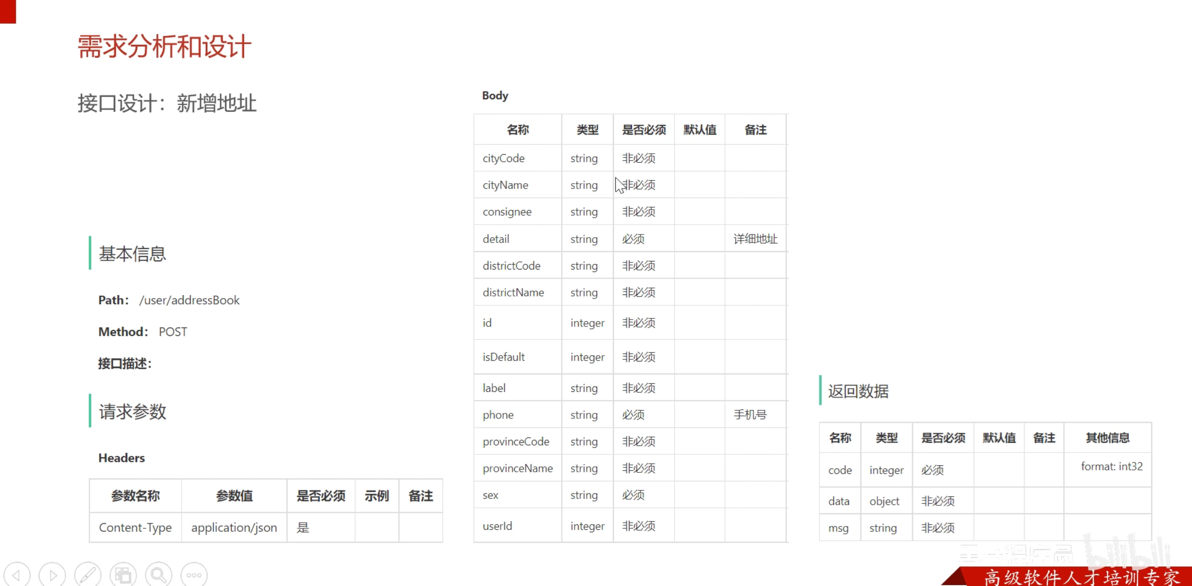 需求分析和设计
接口设计：新增地址
基本信息
Path： /user/addressBook
Method： POST
接口描述：
请求参数
Headers
参数名称 参数值 是否必须 示例 备注
Content-Type application/json 是
Body
名称 类型 是否必须 默认值 备注
cityCode string 非必须
cityName string 非必须
consignee string 非必须
detail string 必须 详细地址
districtCode string 非必须
districtName string 非必须
id integer 非必须
isDefault integer 非必须
label string 非必须
phone string 必须 手机号
provinceCode string 非必须
provinceName string 非必须
sex string 必须
userId integer 非必须
返回数据
名称 类型 是否必须 默认值 备注 其他信息
code integer 必须 format: int32
data object 非必须
msg string 非必须
bilibili
高级软件人才培训专家